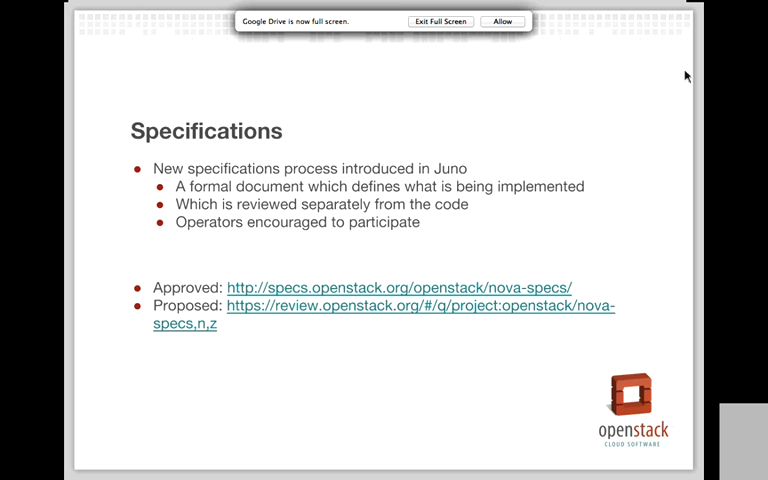 Google Drive is now full screen. Exit Full Screen Allow
Specifications
New specifications process introduced in Juno
A formal document which defines what is being implemented
Which is reviewed separately from the code
Operators encouraged to participate
Approved: http://specs.openstack.org/openstack/nova-specs/
Proposed: https://review.openstack.org/#/q/project:openstack/nova-
specs,n,z
openstack
CLOUD SOFTWARE